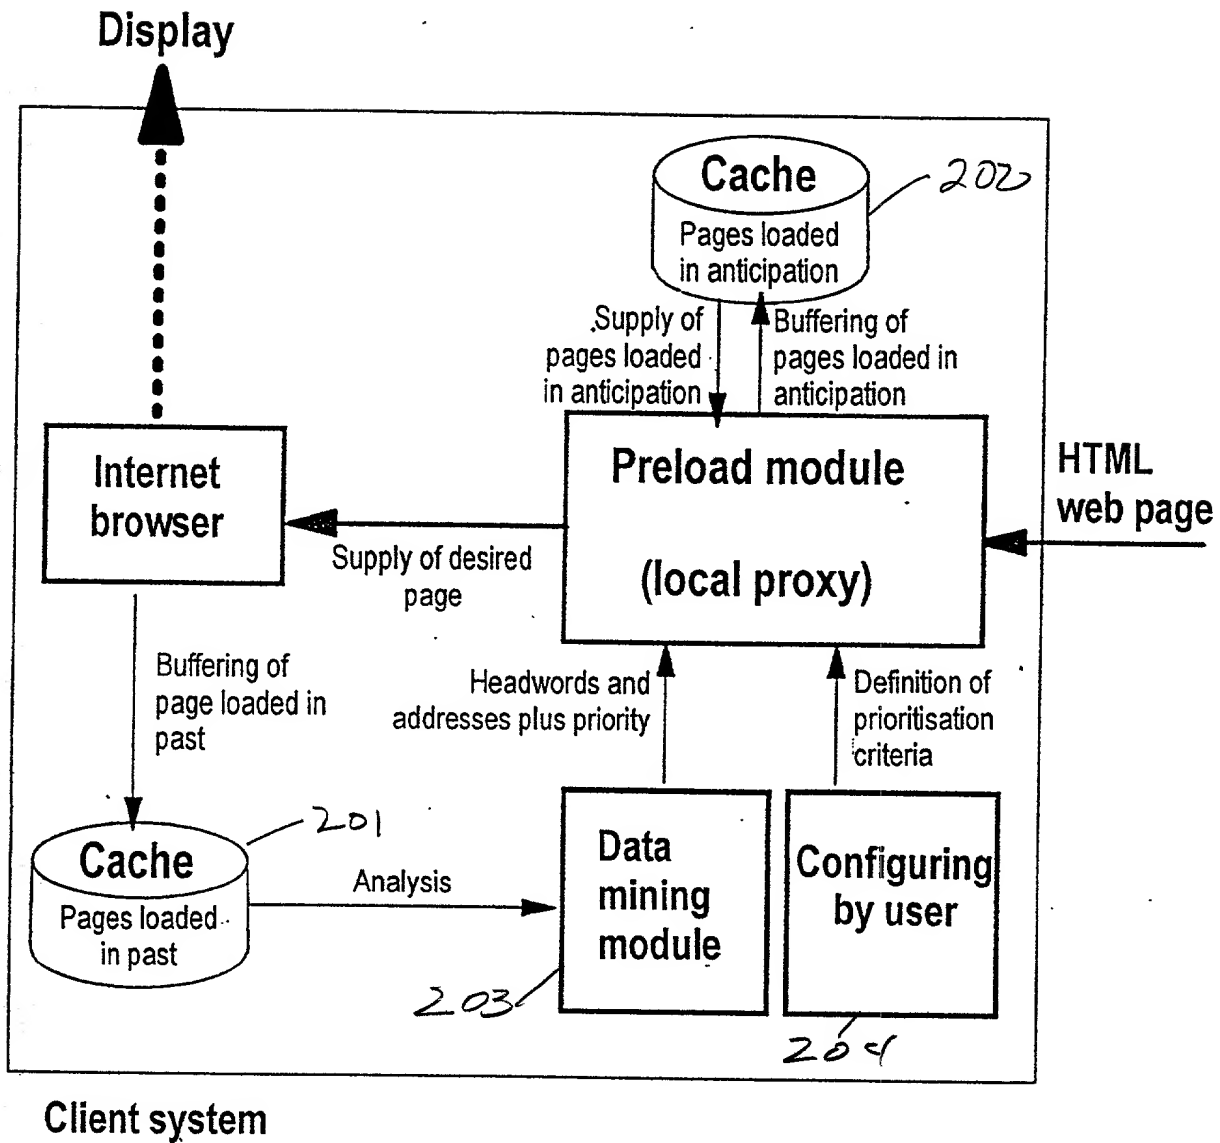 Display
Cache
202
Pages loaded
in anticipation
Supply of
pages loaded
in anticipation
Buffering of
pages loaded in
anticipation
Internet
browser
Preload module
(local proxy)
HTML
web page
Supply of desired
page
Buffering of
page loaded in
past
Headwords and
addresses plus priority
Definition of
prioritisation
criteria
201
Cache
Pages loaded
in past
Analysis
Data
mining
module
Configuring
by user
203
204
Client system